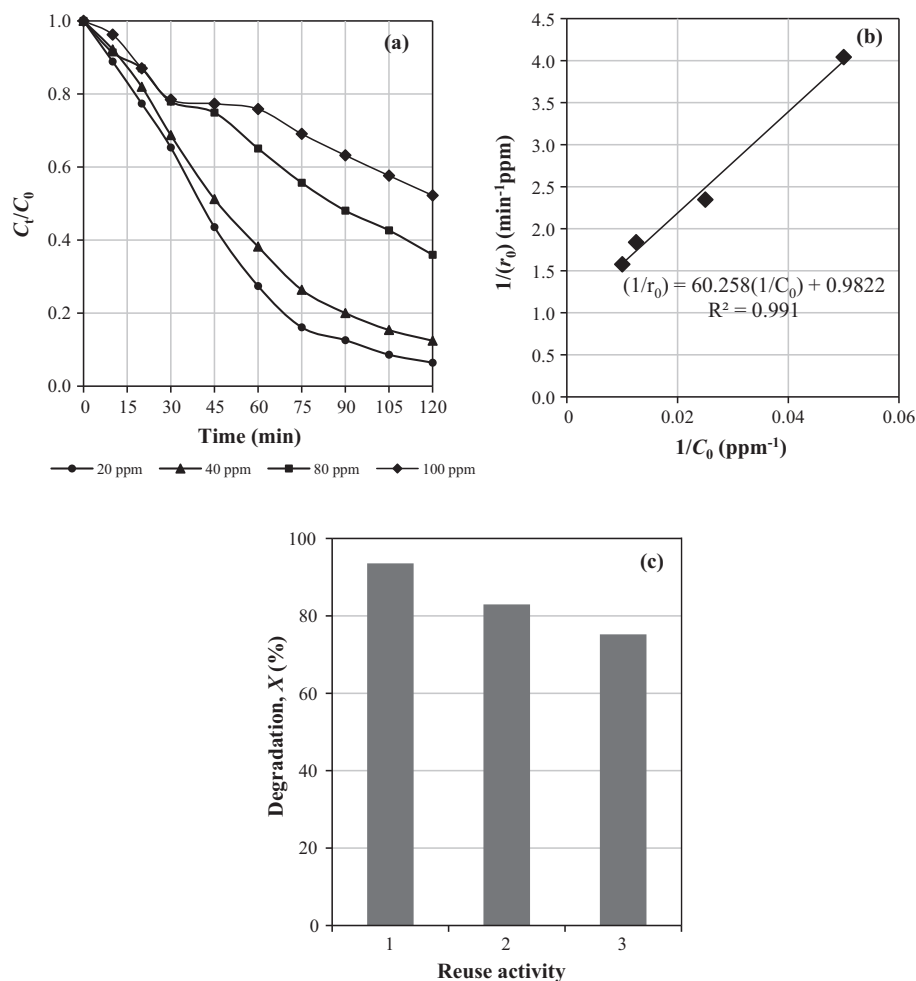 (a)
1.0
0.8
0.6
0.4
0.2
0.0
Cₜ/C₀
0 15 30 45 60 75 90 105 120
Time (min)
20 ppm 40 ppm 80 ppm 100 ppm
(b)
4.5
4.0
3.5
3.0
2.5
2.0
1.5
1.0
5.0
0.0
1/(r₀) (min⁻¹ppm)
(1/r₀) = 60.258(1/C₀) + 0.9822
R² = 0.991
0 0.02 0.04 0.06
1/C₀ (ppm⁻¹)
(c)
100
80
60
40
20
0
Degradation, X (%)
1 2 3
Reuse activity